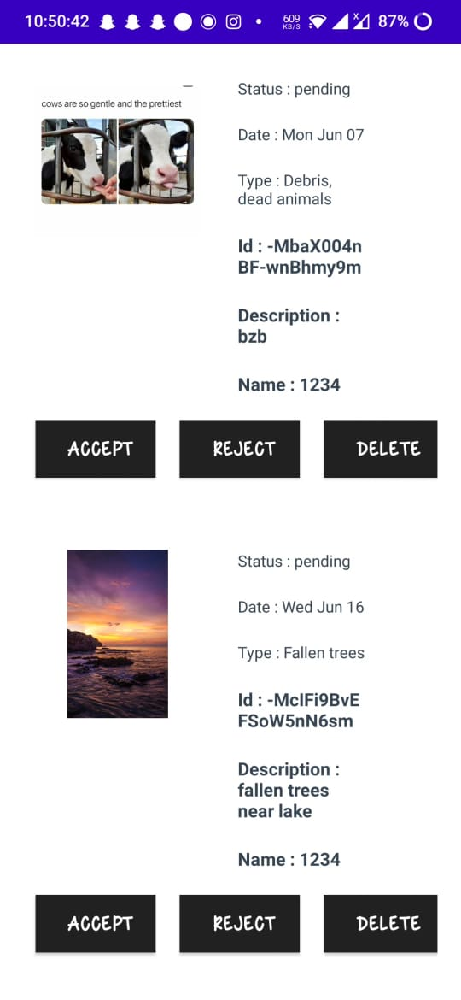 10:50:42
609
KB/S
87%
cows are so gentle and the prettiest
Status : pending
Date : Mon Jun 07
Type : Debris,
dead animals
Id : -MbaX004n
BF-wnBhmy9m
Description :
bzb
Name : 1234
ACCEPT
REJECT
DELETE
Status : pending
Date : Wed Jun 16
Type : Fallen trees
Id : -McIFi9BvE
FSoW5nN6sm
Description :
fallen trees
near lake
Name : 1234
ACCEPT
REJECT
DELETE